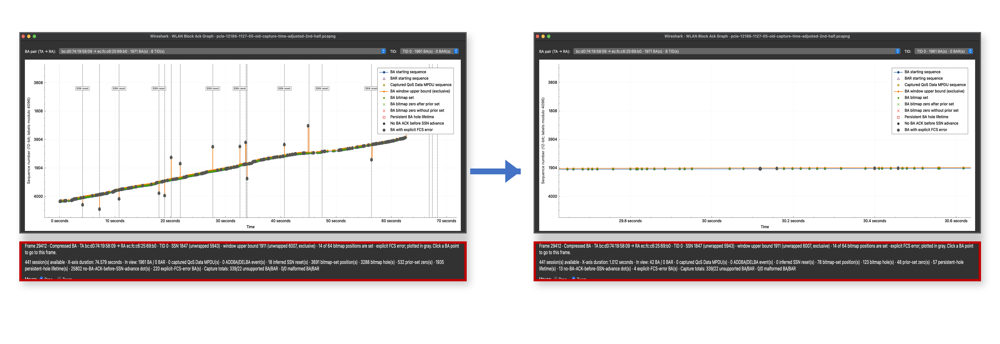 Wireshark · WLAN Block Ack Graph · pcie-12186-1127-05-oid-capture-time-adjusted-2nd-half.pcapng
BA pair (TA → RA): bc:d0:74:19:58:09 → ec:fc:c6:25:69:b0 · 1971 BA(s) · 8 TID(s) TID: TID 0 · 1961 BA(s) · 0 BAR(s)
Sequence number (12-bit; labels modulo 4096)
3808
1808
3904
1904
4000
SSN reset SSN reset SSN reset SSN reset SSN reset SSN reset SSN reset SSN reset
BA starting sequence
BAR starting sequence
Captured QoS Data MPDU sequence
BA window upper bound (exclusive)
BA bitmap set
BA bitmap zero after prior set
BA bitmap zero without prior set
Persistent BA hole lifetime
No BA ACK before SSN advance
BA with explicit FCS error
0 seconds 10 seconds 20 seconds 30 seconds 40 seconds 50 seconds 60 seconds 70 seconds
Time
Frame 29412 · Compressed BA · TA bc:d0:74:19:58:09 → RA ec:fc:c6:25:69:b0 · TID 0 · SSN 1847 (unwrapped 5943) · window upper bound 1911 (unwrapped 6007, exclusive) · 14 of 64 bitmap positions are set · explicit FCS error; plotted in gray. Click a BA point
to go to this frame.
441 session(s) available · X-axis duration: 74.579 seconds · In view: 1961 BA / 0 BAR · 0 captured QoS Data MPDU(s) · 0 ADDBA/DELBA event(s) · 18 inferred SSN reset(s) · 3691 bitmap-set position(s) · 3288 bitmap hole(s) · 532 prior-set zero(s) · 1935
persistent-hole lifetime(s) · 25802 no-BA-ACK-before-SSN-advance dot(s) · 220 explicit-FCS-error BA(s) · Capture totals: 339/22 unsupported BA/BAR · 0/0 malformed BA/BAR
Mouse: Drag Zoom
Wireshark · WLAN Block Ack Graph · pcie-12186-1127-05-oid-capture-time-adjusted-2nd-half.pcapng
BA pair (TA → RA): bc:d0:74:19:58:09 → ec:fc:c6:25:69:b0 · 1971 BA(s) · 8 TID(s) TID: TID 0 · 1961 BA(s) · 0 BAR(s)
Sequence number (12-bit; labels modulo 4096)
3808
1808
3904
1904
4000
BA starting sequence
BAR starting sequence
Captured QoS Data MPDU sequence
BA window upper bound (exclusive)
BA bitmap set
BA bitmap zero after prior set
BA bitmap zero without prior set
Persistent BA hole lifetime
No BA ACK before SSN advance
BA with explicit FCS error
29.8 seconds 30 seconds 30.2 seconds 30.4 seconds 30.6 seconds
Time
Frame 29412 · Compressed BA · TA bc:d0:74:19:58:09 → RA ec:fc:c6:25:69:b0 · TID 0 · SSN 1847 (unwrapped 5943) · window upper bound 1911 (unwrapped 6007, exclusive) · 14 of 64 bitmap positions are set · explicit FCS error; plotted in gray. Click a BA point
to go to this frame.
441 session(s) available · X-axis duration: 1.012 seconds · In view: 42 BA / 0 BAR · 0 captured QoS Data MPDU(s) · 0 ADDBA/DELBA event(s) · 0 inferred SSN reset(s) · 78 bitmap-set position(s) · 123 bitmap hole(s) · 48 prior-set zero(s) · 57 persistent-hole
lifetime(s) · 13 no-BA-ACK-before-SSN-advance dot(s) · 4 explicit-FCS-error BA(s) · Capture totals: 339/22 unsupported BA/BAR · 0/0 malformed BA/BAR
Mouse: Drag Zoom